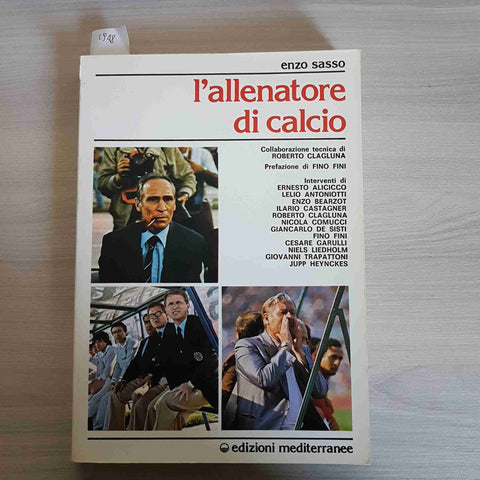 2998
enzo sasso
l'allenatore
di calcio
Collaborazione tecnica di
ROBERTO CLAGLUNA
Prefazione di FINO FINI
Interventi di
ERNESTO ALICICCO
LELIO ANTONIOTTI
ENZO BEARZOT
ILARIO CASTAGNER
ROBERTO CLAGLUNA
NICOLA COMUCCI
GIANCARLO DE SISTI
FINO FINI
CESARE GARULLI
NIELS LIEDHOLM
GIOVANNI TRAPATTONI
JUPP HEYNCKES
edizioni mediterranee